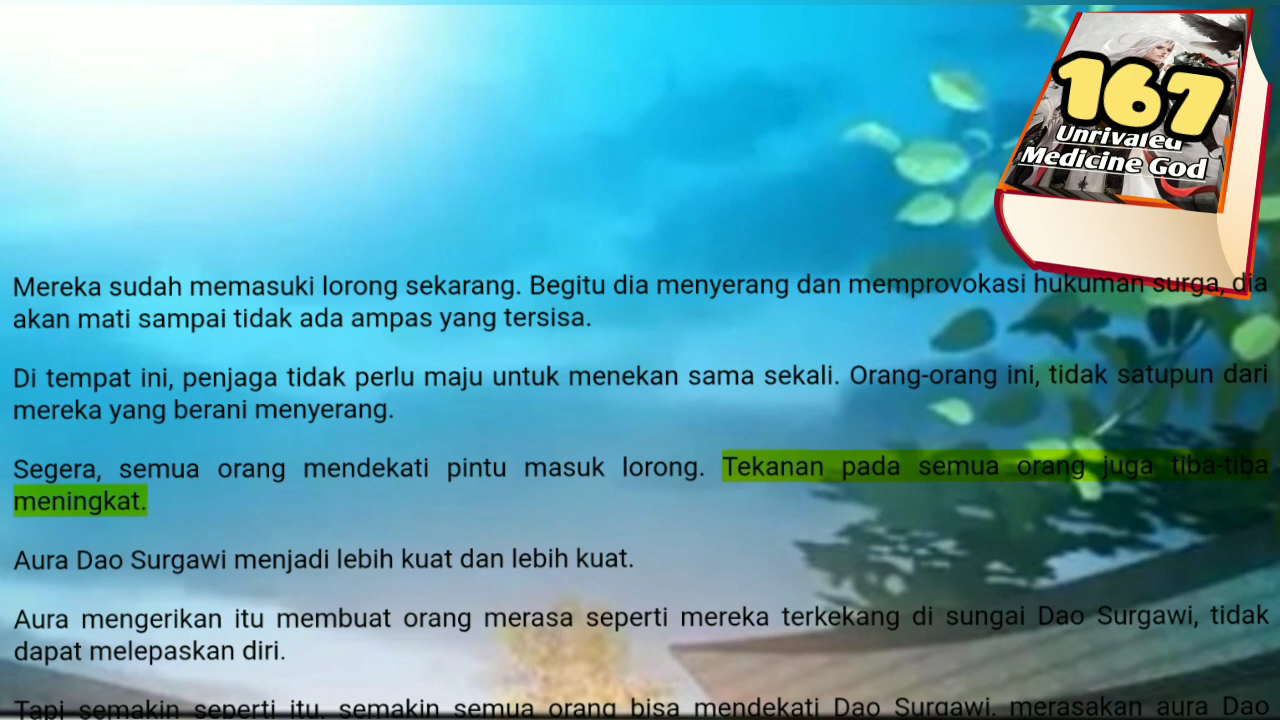 167
Unrivaled
Medicine God
Mereka sudah memasuki lorong sekarang. Begitu dia menyerang dan memprovokasi hukuman surga, dia
akan mati sampai tidak ada ampas yang tersisa.
Di tempat ini, penjaga tidak perlu maju untuk menekan sama sekali. Orang-orang ini, tidak satupun dari
mereka yang berani menyerang.
Segera, semua orang mendekati pintu masuk lorong. Tekanan pada semua orang juga tiba-tiba
meningkat.
Aura Dao Surgawi menjadi lebih kuat dan lebih kuat.
Aura mengerikan itu membuat orang merasa seperti mereka terkekang di sungai Dao Surgawi, tidak
dapat melepaskan diri.
Tapi semakin seperti itu, semakin semua orang bisa mendekati Dao Surgawi, merasakan aura Dao